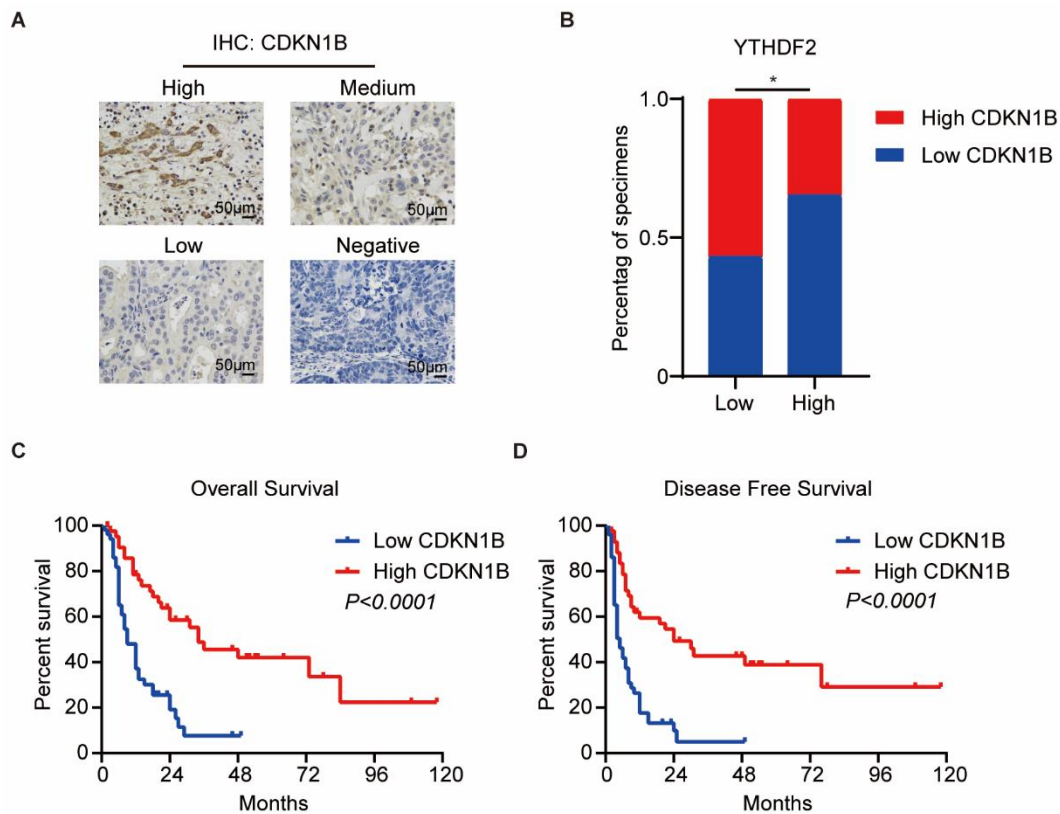 A
IHC: CDKN1B
High
Medium
50μm
50μm
Low
Negative
50μm
50μm
B
YTHDF2
*
Percentag of specimens
1.0
0.5
0
Low
High
High CDKN1B
Low CDKN1B
C
Overall Survival
Percent survival
100
80
60
40
20
0
0 24 48 72 96 120
Months
Low CDKN1B
High CDKN1B
P<0.0001
D
Disease Free Survival
Percent survival
100
80
60
40
20
0
0 24 48 72 96 120
Months
Low CDKN1B
High CDKN1B
P<0.0001